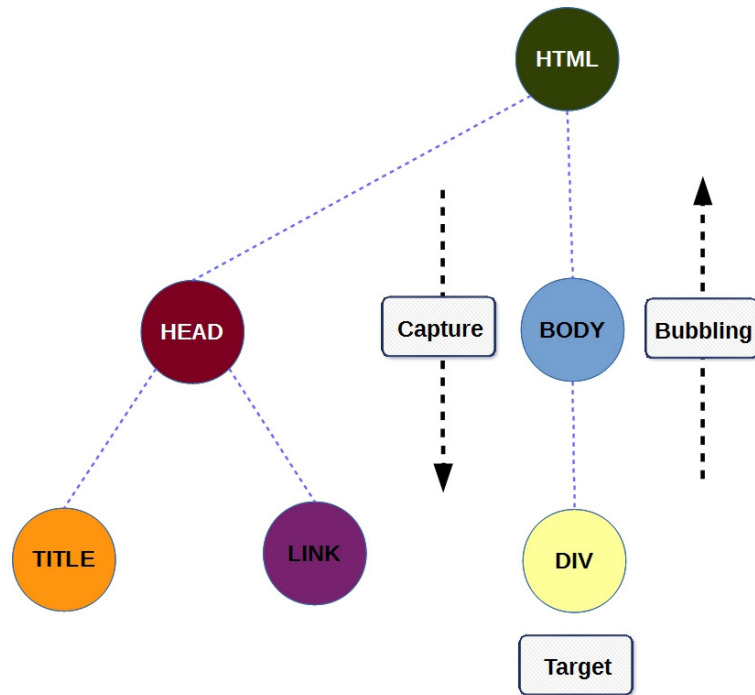 HTML
HEAD
Capture
BODY
Bubbling
TITLE
LINK
DIV
Target